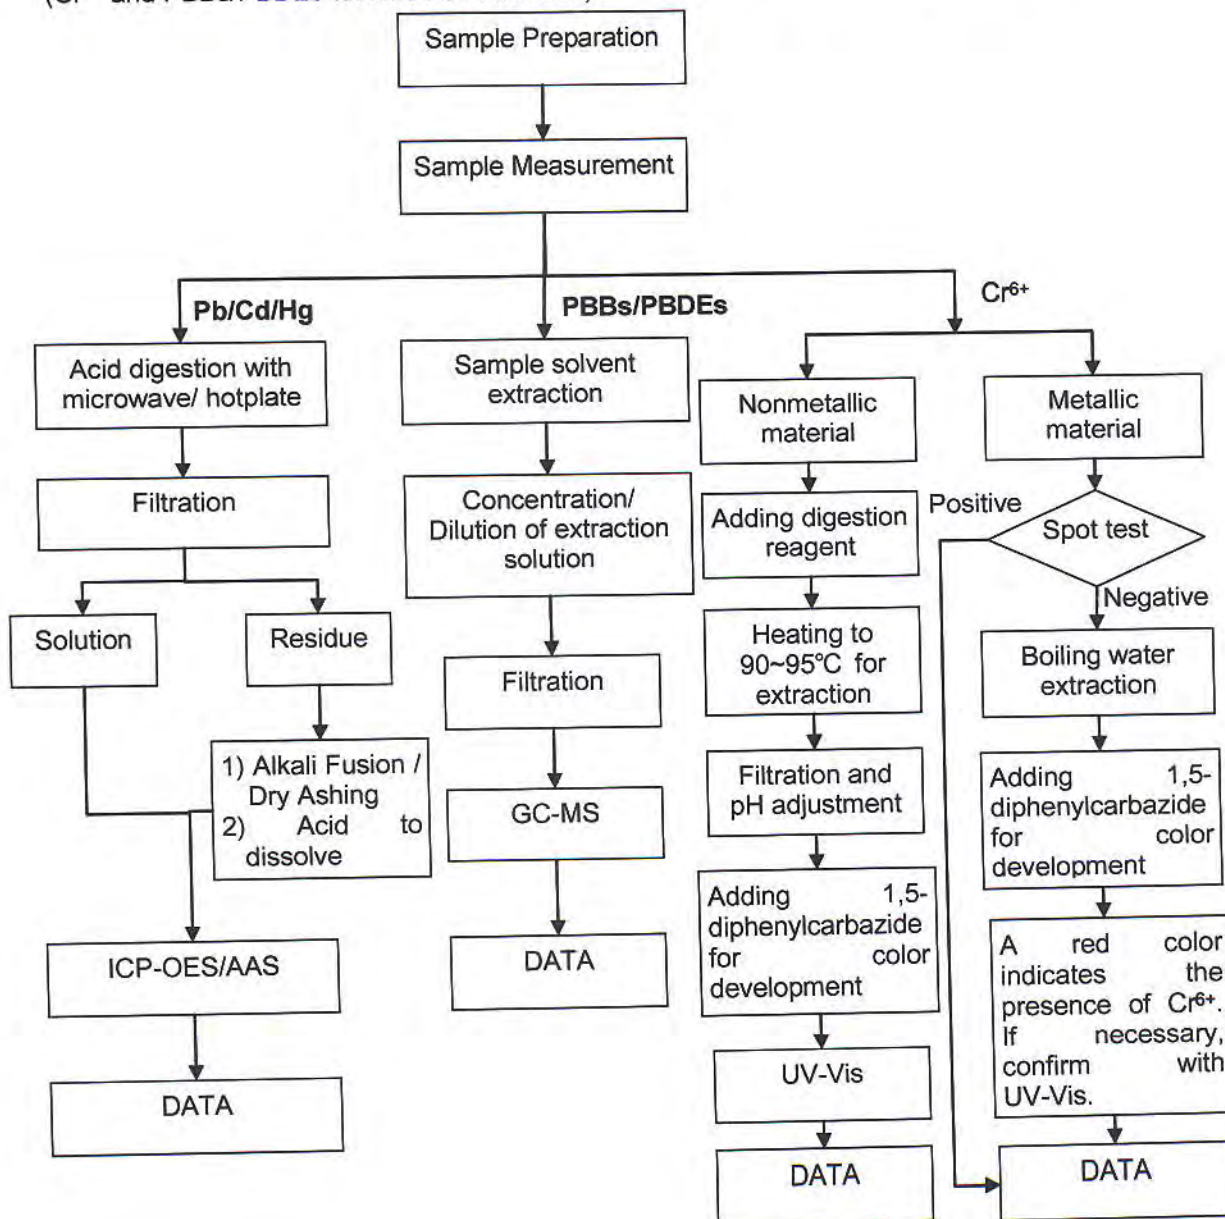 Sample Preparation
Sample Measurement
Pb/Cd/Hg
PBBs/PBDEs
Cr⁶⁺
Acid digestion with
microwave/ hotplate
Filtration
Solution
Residue
1) Alkali Fusion /
Dry Ashing
2) Acid to
dissolve
ICP-OES/AAS
DATA
Sample solvent
extraction
Concentration/
Dilution of extraction
solution
Filtration
GC-MS
DATA
Nonmetallic
material
Adding digestion
reagent
Heating to
90~95°C for
extraction
Filtration and
pH adjustment
Adding 1,5-
diphenylcarbazide
for color
development
UV-Vis
DATA
Metallic
material
Positive
Spot test
Negative
Boiling water
extraction
Adding 1,5-
diphenylcarbazide
for color
development
A red color
indicates the
presence of Cr⁶⁺.
If necessary,
confirm with
UV-Vis.
DATA